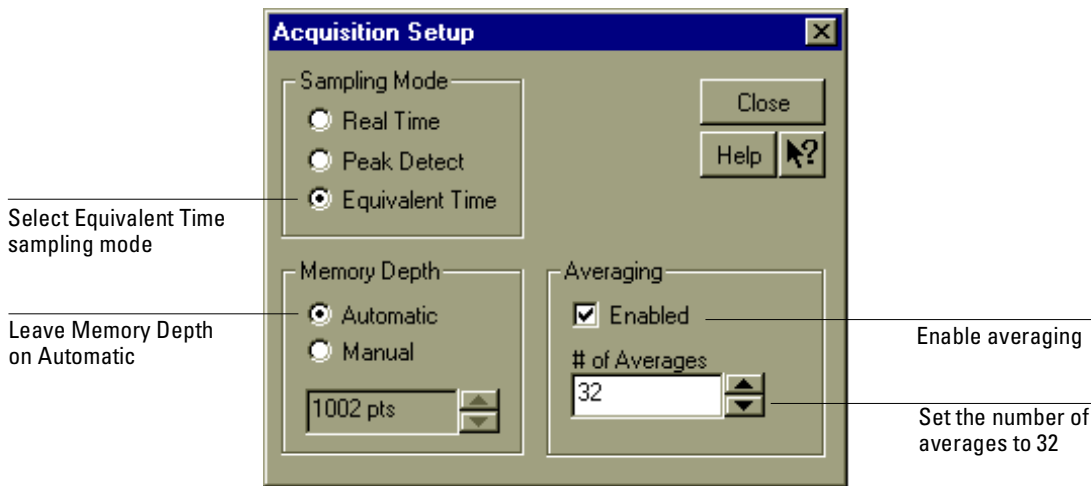 Acquisition Setup
Sampling Mode
Real Time
Peak Detect
Equivalent Time
Close
Help
?
Select Equivalent Time
sampling mode
Memory Depth
Automatic
Manual
1002 pts
Leave Memory Depth
on Automatic
Averaging
Enabled
# of Averages
32
Enable averaging
Set the number of
averages to 32